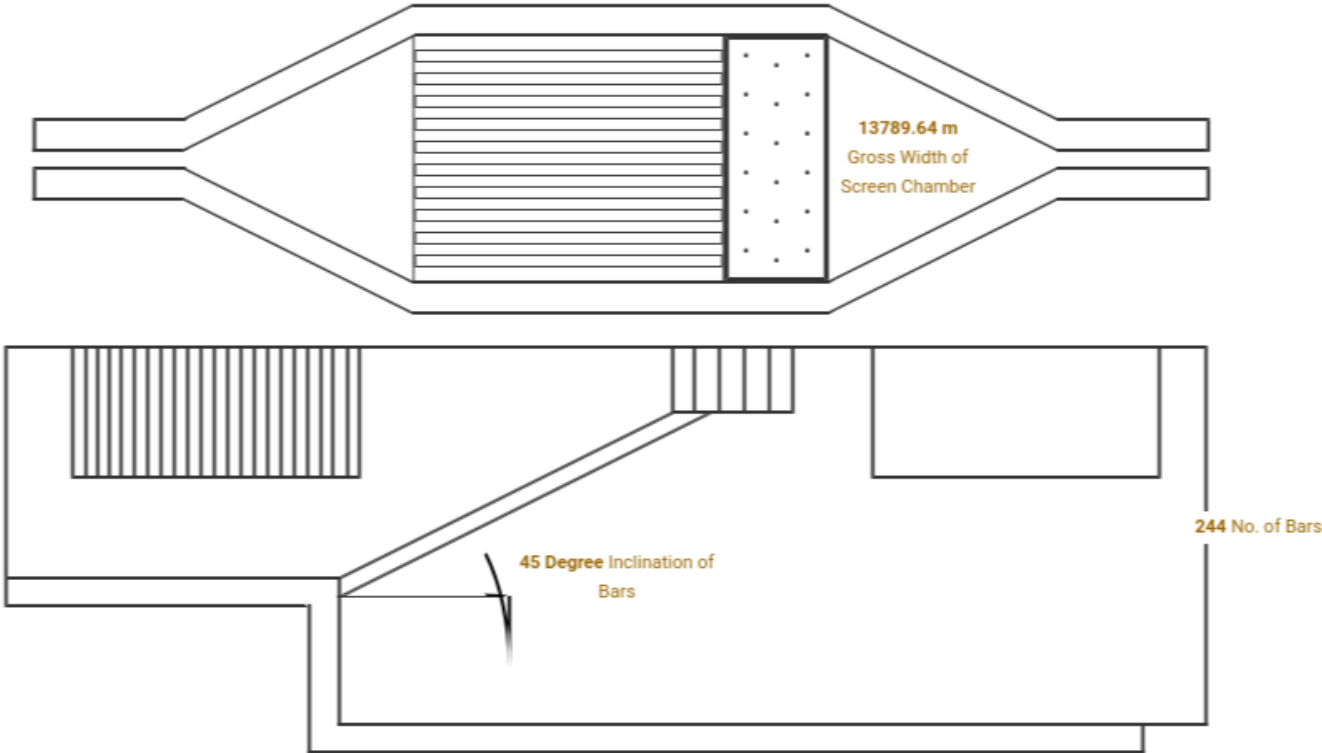 13789.64 m
Gross Width of
Screen Chamber
244 No. of Bars
45 Degree Inclination of
Bars